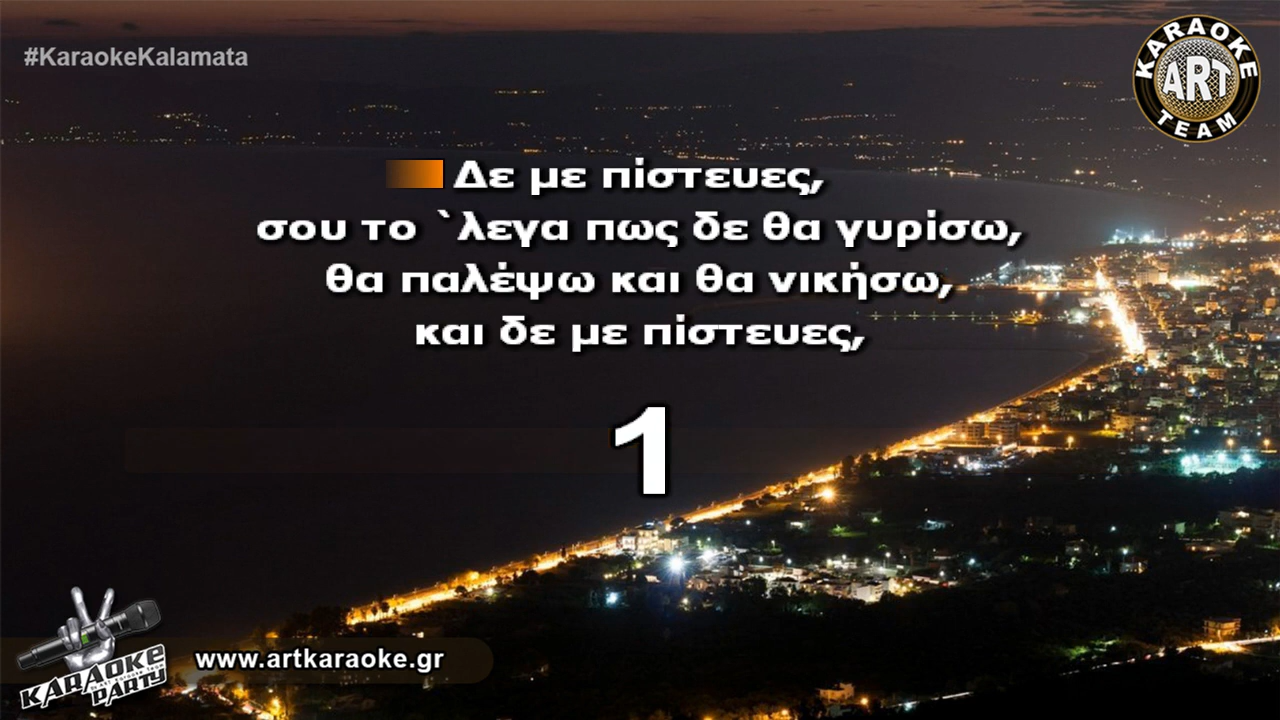 #KaraokeKalamata
KARAOKE
ART
TEAM
Δε με πίστευες,
σου το `λεγα πως δε θα γυρίσω,
θα παλέψω και θα νικήσω,
και δε με πίστευες,
1
KARAOKE
PARTY
www.artkaraoke.gr